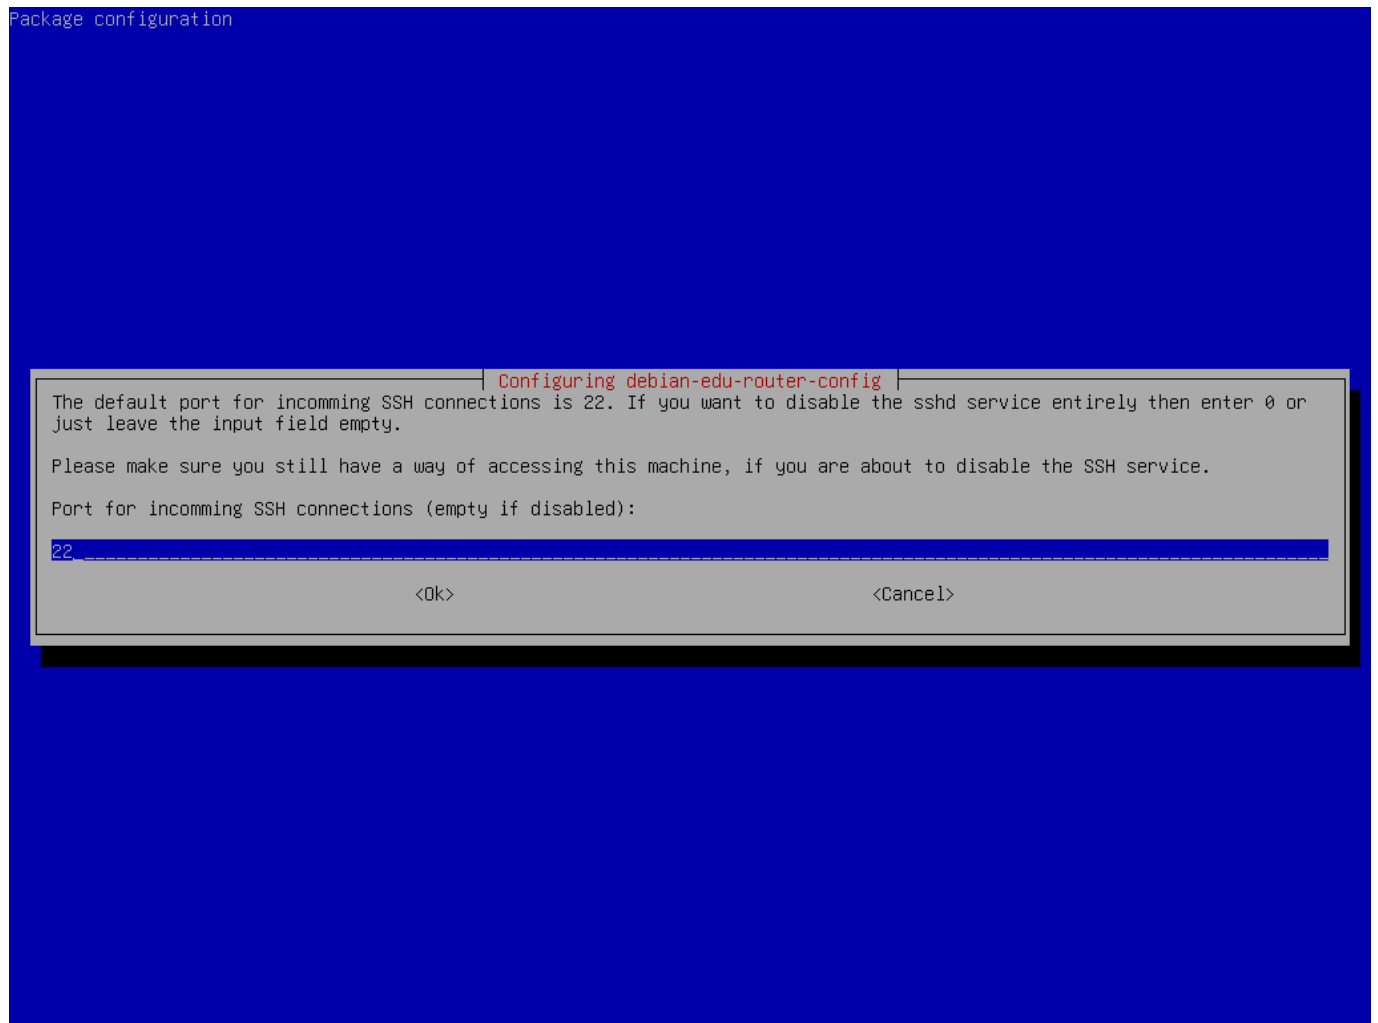 Package configuration
Configuring debian-edu-router-config
The default port for incomming SSH connections is 22. If you want to disable the sshd service entirely then enter 0 or
just leave the input field empty.
Please make sure you still have a way of accessing this machine, if you are about to disable the SSH service.
Port for incomming SSH connections (empty if disabled):
22
<Ok> <Cancel>